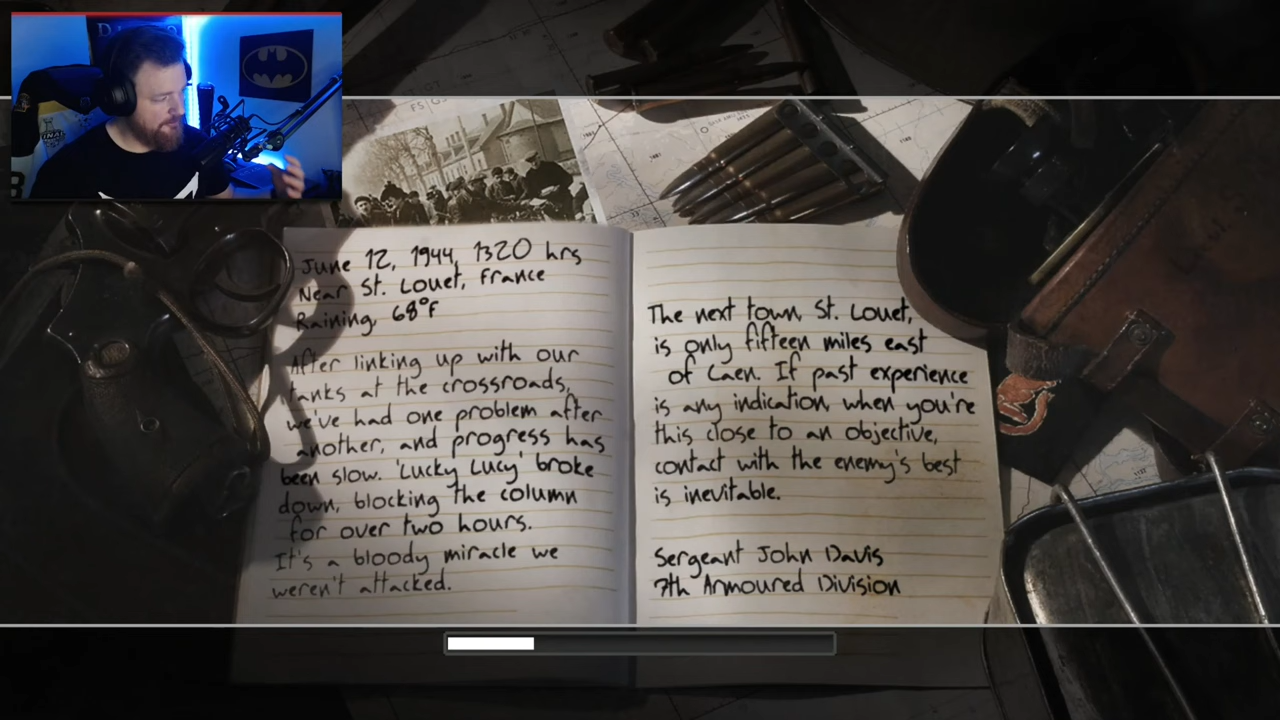 June 12, 1944, 1320 hrs
Near St. Louet, France
Raining, 68°F
After linking up with our
tanks at the crossroads,
we've had one problem after
another, and progress has
been slow. 'Lucky Lucy' broke
down, blocking the column
for over two hours.
It's a bloody miracle we
weren't attacked.
The next town, St. Louet,
is only fifteen miles east
of Caen. If past experience
is any indication, when you're
this close to an objective,
contact with the enemy's best
is inevitable.
Sergeant John Davis
7th Armoured Division